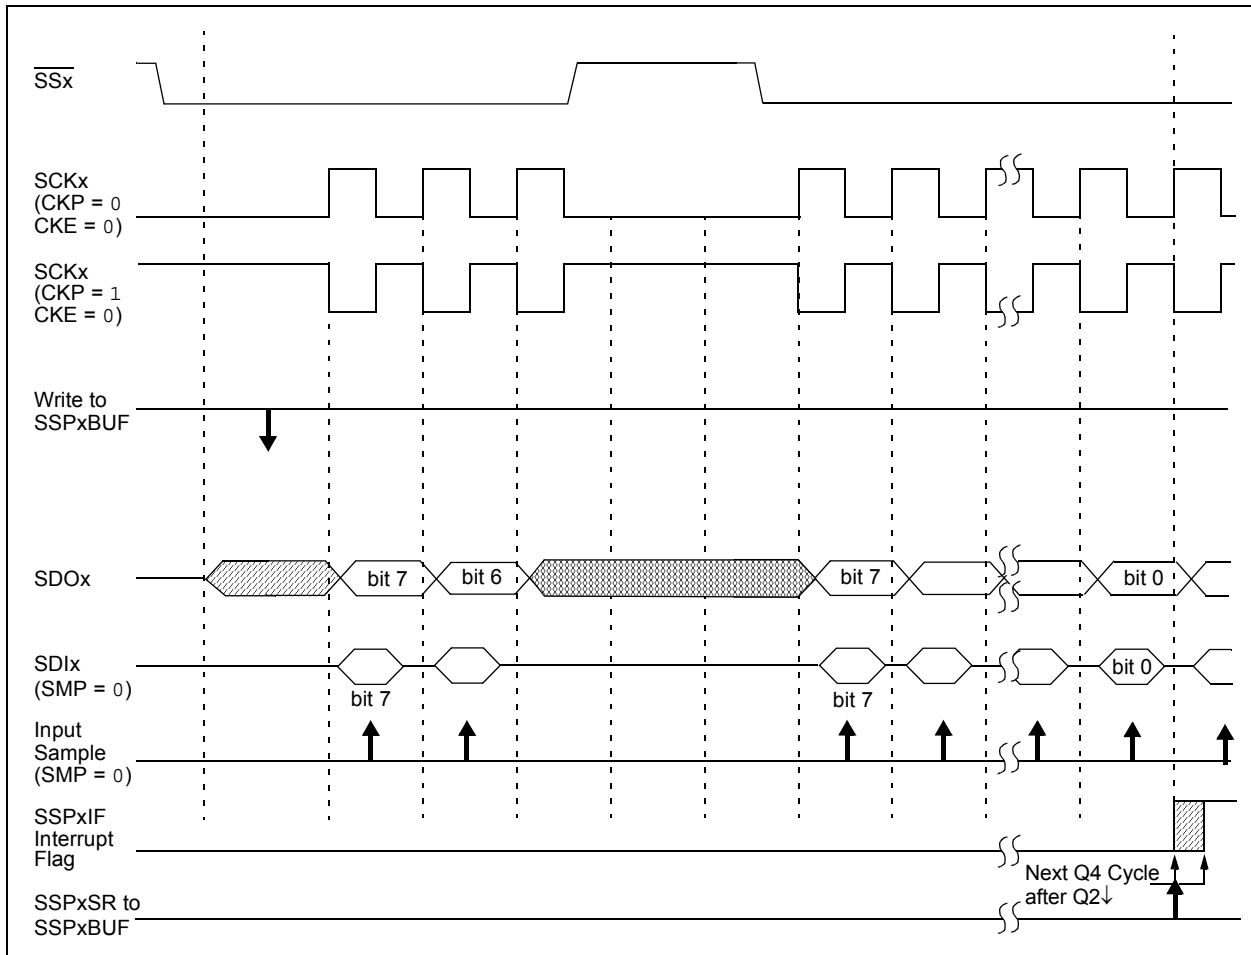 SSx
SCKx
(CKP = 0
CKE = 0)
SCKx
(CKP = 1
CKE = 0)
Write to
SSPxBUF
SDOx
bit 7
bit 6
bit 7
bit 0
SDIx
(SMP = 0)
bit 7
bit 7
bit 0
Input
Sample
(SMP = 0)
SSPxIF
Interrupt
Flag
Next Q4 Cycle
after Q2↓
SSPxSR to
SSPxBUF